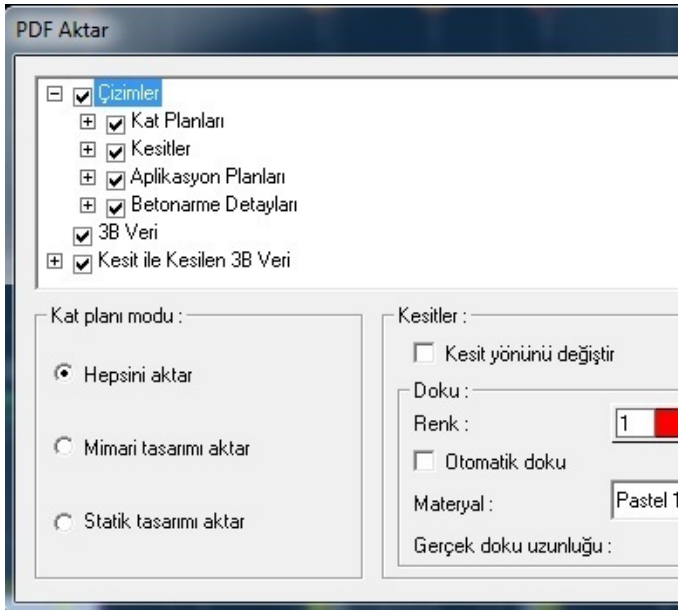 PDF Aktar
Çizimler
Kat Planları
Kesitler
Aplikasyon Planları
Betonarme Detayları
3B Veri
Kesit ile Kesilen 3B Veri
Kat planı modu :
Hepsini aktar
Mimari tasarımı aktar
Statik tasarımı aktar
Kesitler :
Kesit yönünü değiştir
Doku :
Renk : 1
Otomatik doku
Materyal : Pastel 1
Gerçek doku uzunluğu :